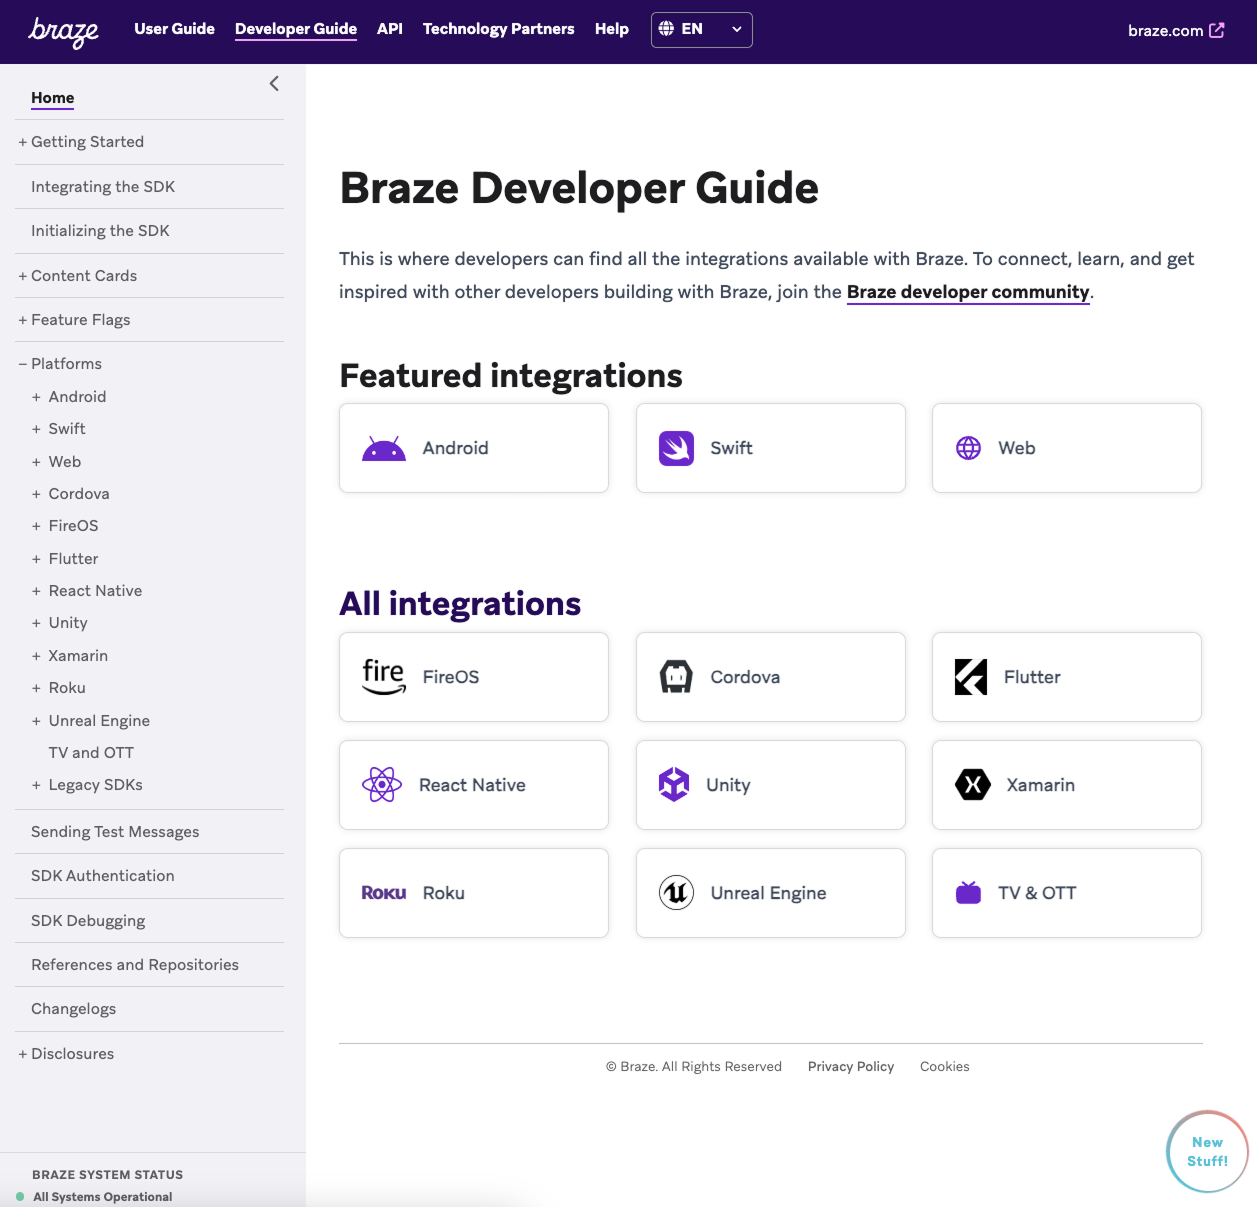 braze
User Guide
Developer Guide
API
Technology Partners
Help
EN
braze.com
Home
+ Getting Started
Integrating the SDK
Initializing the SDK
+ Content Cards
+ Feature Flags
– Platforms
+ Android
+ Swift
+ Web
+ Cordova
+ FireOS
+ Flutter
+ React Native
+ Unity
+ Xamarin
+ Roku
+ Unreal Engine
TV and OTT
+ Legacy SDKs
Sending Test Messages
SDK Authentication
SDK Debugging
References and Repositories
Changelogs
+ Disclosures
BRAZE SYSTEM STATUS
All Systems Operational
Braze Developer Guide
This is where developers can find all the integrations available with Braze. To connect, learn, and get
inspired with other developers building with Braze, join the Braze developer community.
Featured integrations
Android
Swift
Web
All integrations
fire FireOS
Cordova
Flutter
React Native
Unity
X Xamarin
ROKU Roku
Unreal Engine
TV & OTT
© Braze. All Rights Reserved
Privacy Policy
Cookies
New
Stuff!